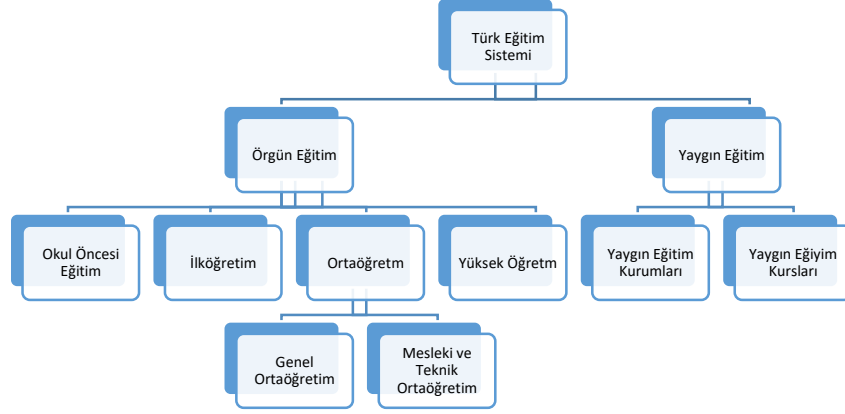 Türk Eğitim
Sistemi
Örgün Eğitim
Yaygın Eğitim
Okul Öncesi
Eğitim
İlköğretim
Ortaöğretm
Yüksek Öğretm
Yaygın Eğitim
Kurumları
Yaygın Eğiyim
Kursları
Genel
Ortaöğretim
Mesleki ve
Teknik
Ortaöğretim